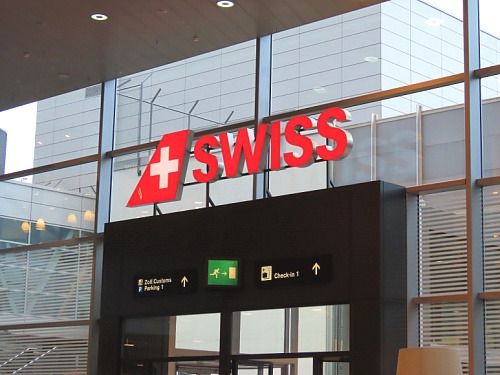 SWISS
Zoll Customs
P Parking 1
Check-in 1